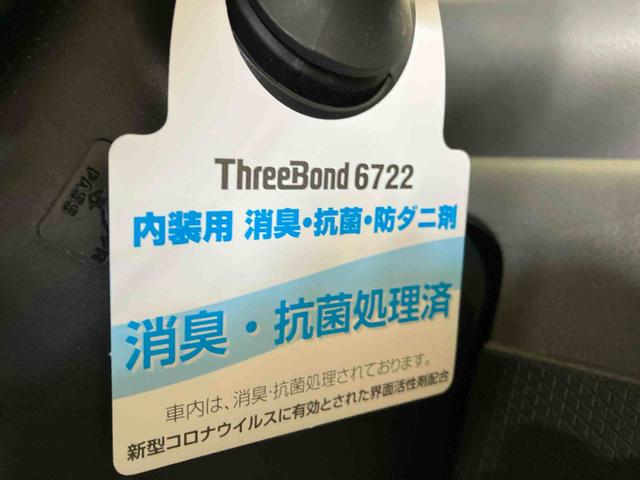 ThreeBond 6722
内装用 消臭・抗菌・防ダニ剤
消臭・抗菌処理済
車内は、消臭・抗菌処理されております。
新型コロナウイルスに有効とされた界面活性剤配合
PASS